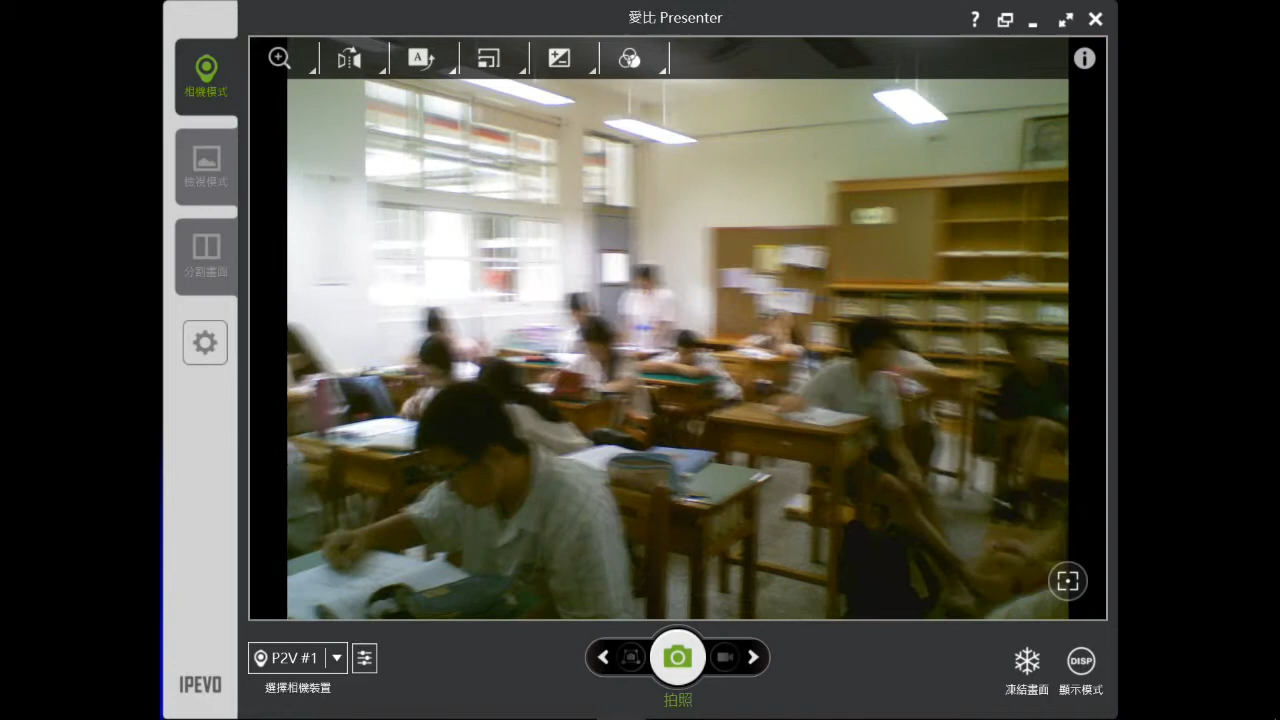 愛比 Presenter
?
相機模式
檢視模式
分割畫面
A
P2V #1
選擇相機裝置
拍照
DISP
凍結畫面
顯示模式
IPEVO